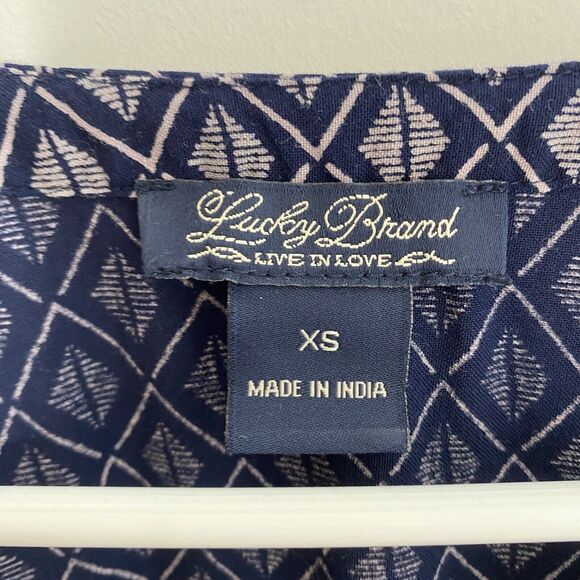 Lucky Brand
LIVE IN LOVE
XS
MADE IN INDIA